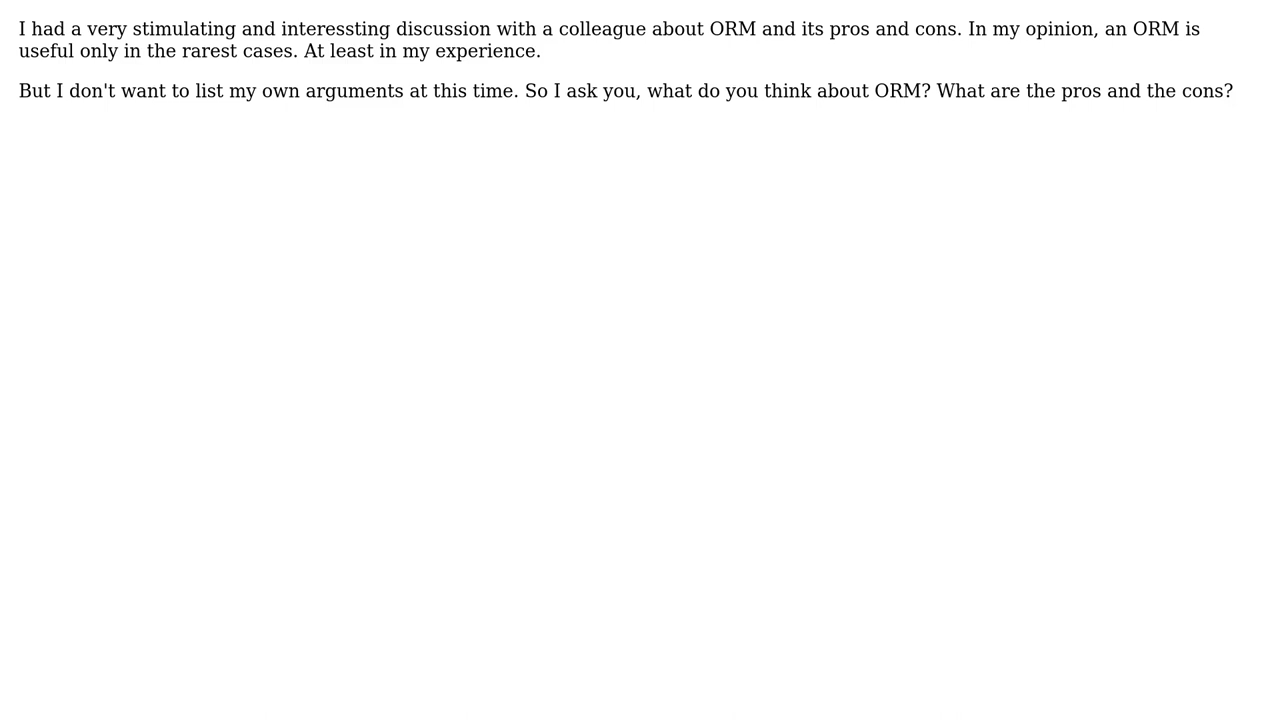 I had a very stimulating and interessting discussion with a colleague about ORM and its pros and cons. In my opinion, an ORM is
useful only in the rarest cases. At least in my experience.
But I don't want to list my own arguments at this time. So I ask you, what do you think about ORM? What are the pros and the cons?